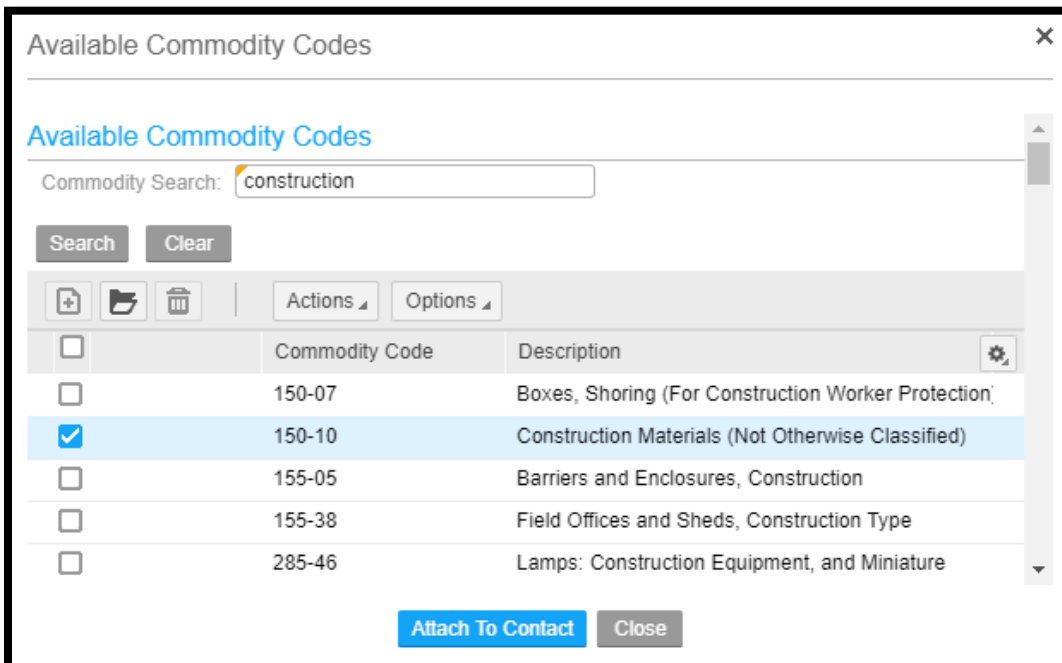 Available Commodity Codes
Available Commodity Codes
Commodity Search: construction
Search Clear
Actions Options
Commodity Code Description
150-07 Boxes, Shoring (For Construction Worker Protection)
150-10 Construction Materials (Not Otherwise Classified)
155-05 Barriers and Enclosures, Construction
155-38 Field Offices and Sheds, Construction Type
285-46 Lamps: Construction Equipment, and Miniature
Attach To Contact Close